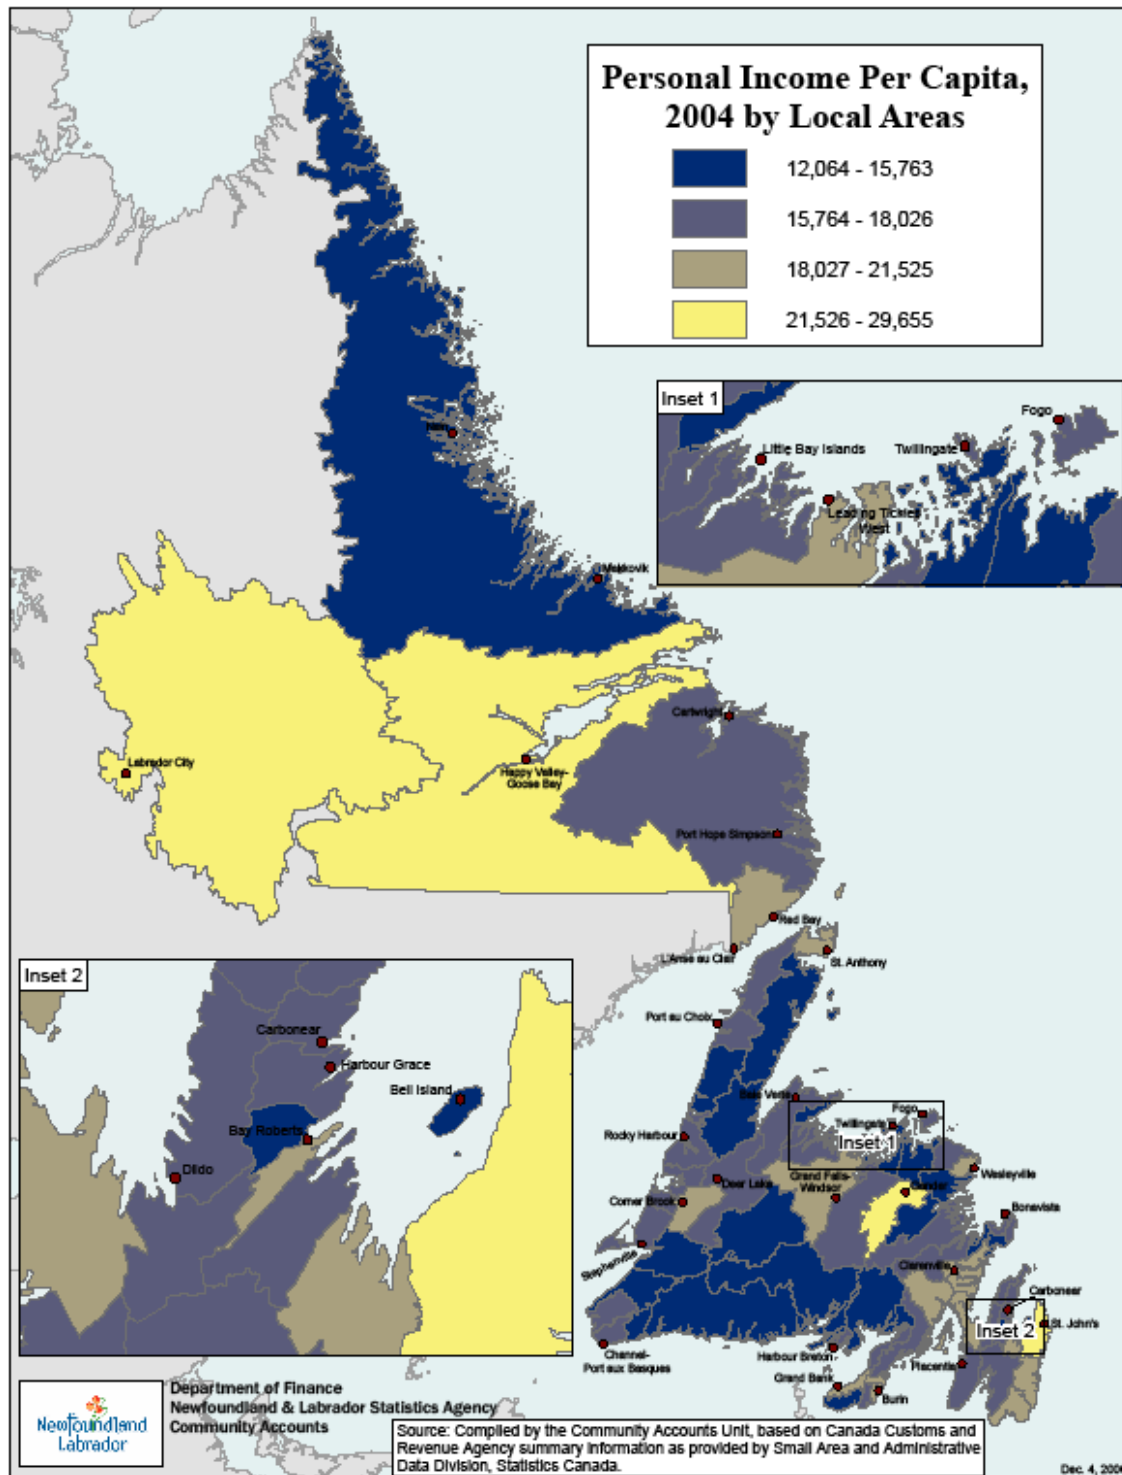 Personal Income Per Capita,
2004 by Local Areas
12,064 - 15,763
15,764 - 18,026
18,027 - 21,525
21,526 - 29,655
Inset 1
Fogo
Little Bay Islands
Twillingate
Leading Tickles
West
Nain
Makkovik
Cartwright
Labrador City
Happy Valley-
Goose Bay
Port Hope Simpson
Red Bay
L'Anse au Clair
St. Anthony
Inset 2
Carbonear
Harbour Grace
Bell Island
Bay Roberts
Dildo
Port au Choix
Baie Verte
Fogo
Twillingate
Inset 1
Rocky Harbour
Wesleyville
Deer Lake
Grand Falls-
Windsor
Gander
Corner Brook
Bonavista
Stephenville
Clarenville
Carbonear
St. John's
Inset 2
Channel-
Port aux Basques
Harbour Breton
Placentia
Grand Bank
Burin
Newfoundland
Labrador
Department of Finance
Newfoundland & Labrador Statistics Agency
Community Accounts
Source: Compiled by the Community Accounts Unit, based on Canada Customs and
Revenue Agency summary information as provided by Small Area and Administrative
Data Division, Statistics Canada.
Dec. 4, 2006